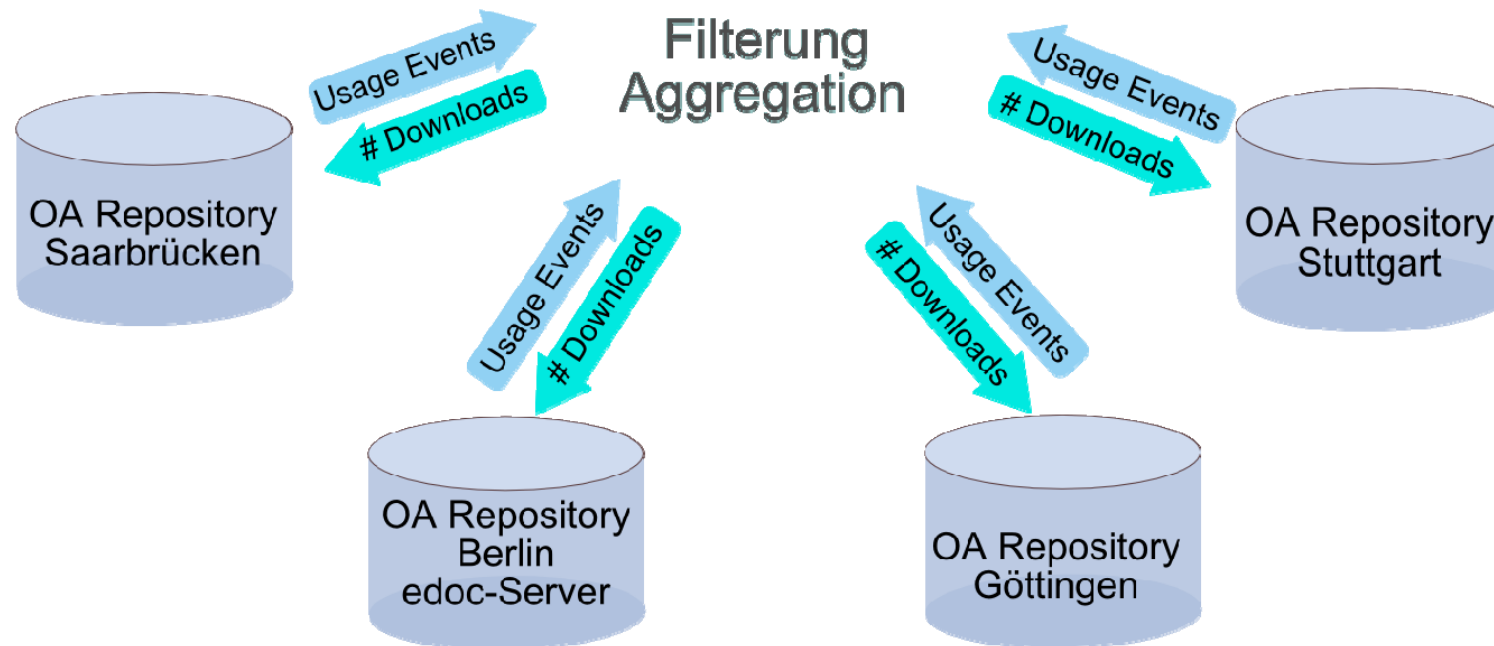 Filterung
Aggregation
Usage Events
# Downloads
Usage Events
# Downloads
OA Repository
Saarbrücken
OA Repository
Stuttgart
Usage Events
# Downloads
# Downloads
Usage Events
OA Repository
Berlin
edoc-Server
OA Repository
Göttingen